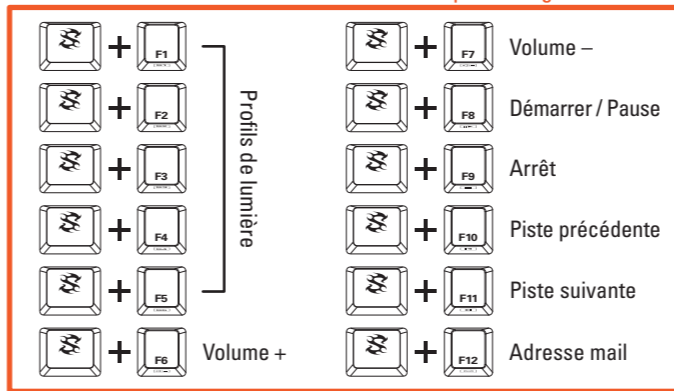 F1
F2
F3
F4
F5
Profils de lumière
F6 Volume +
F7 Volume –
F8 Démarrer / Pause
F9 Arrêt
F10 Piste précédente
F11 Piste suivante
F12 Adresse mail